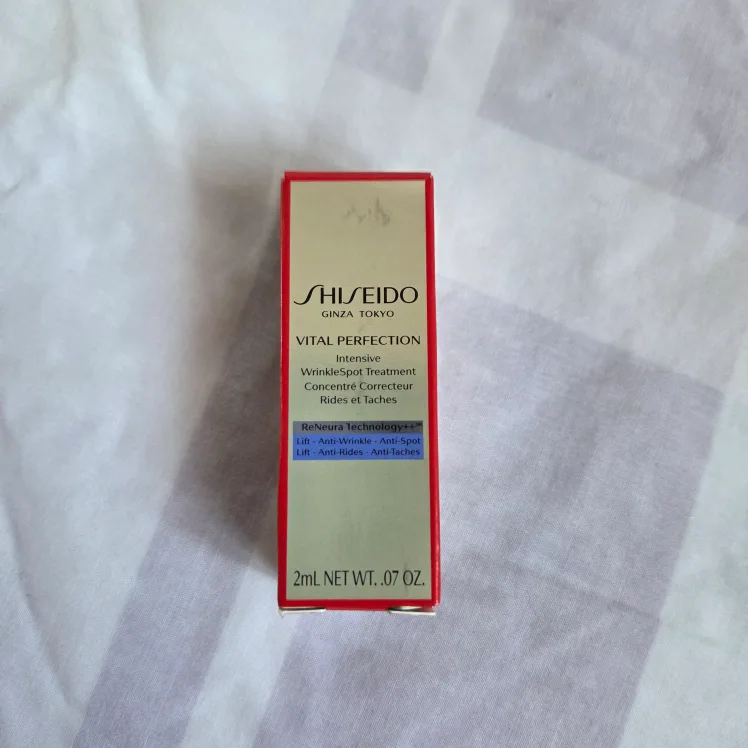 SHISEIDO
GINZA TOKYO
VITAL PERFECTION
Intensive
WrinkleSpot Treatment
Concentré Correcteur
Rides et Taches
ReNeura Technology++™
Lift - Anti-Wrinkle - Anti-Spot
Lift - Anti-Rides - Anti-Taches
2mL NET WT. .07 OZ.